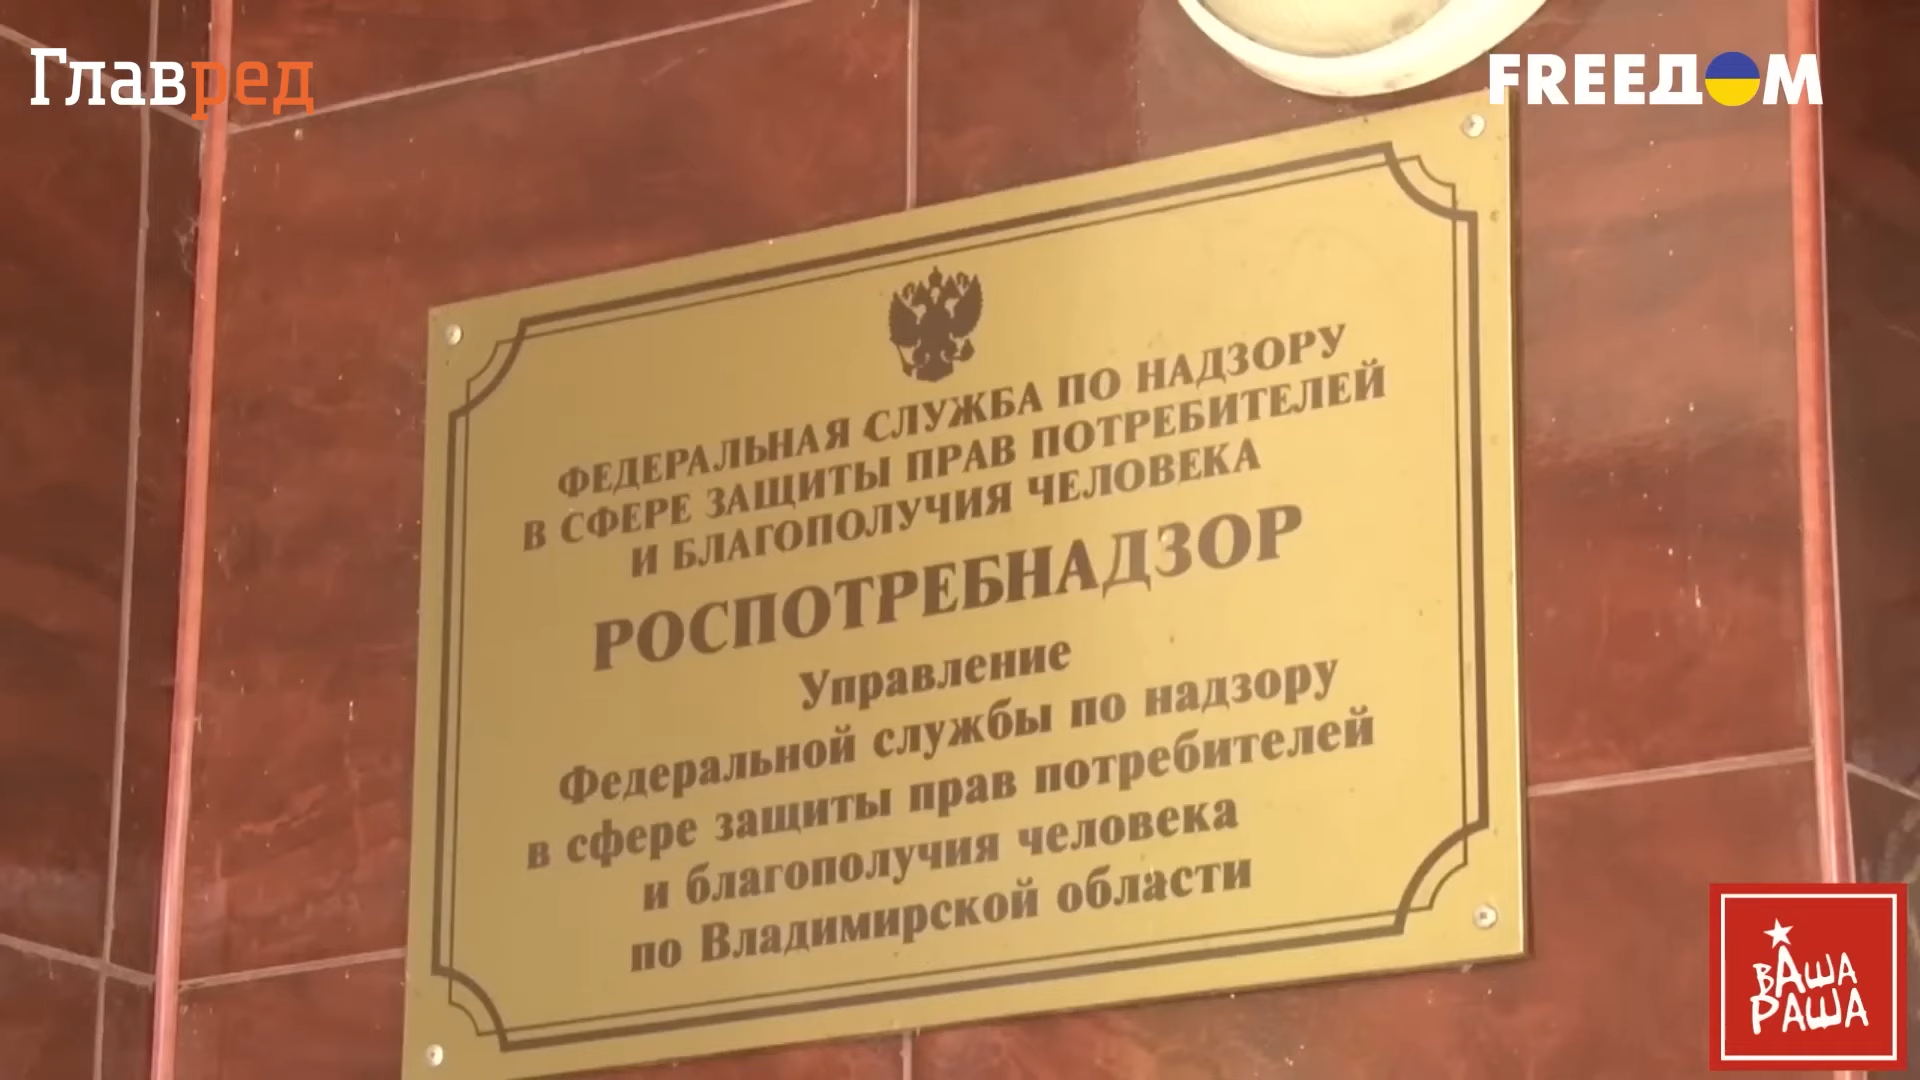 Главред
FREEДOM
ФЕДЕРАЛЬНАЯ СЛУЖБА ПО НАДЗОРУ
В СФЕРЕ ЗАЩИТЫ ПРАВ ПОТРЕБИТЕЛЕЙ
И БЛАГОПОЛУЧИЯ ЧЕЛОВЕКА
РОСПОТРЕБНАДЗОР
Управление
Федеральной службы по надзору
в сфере защиты прав потребителей
и благополучия человека
по Владимирской области
ВАША
РАША